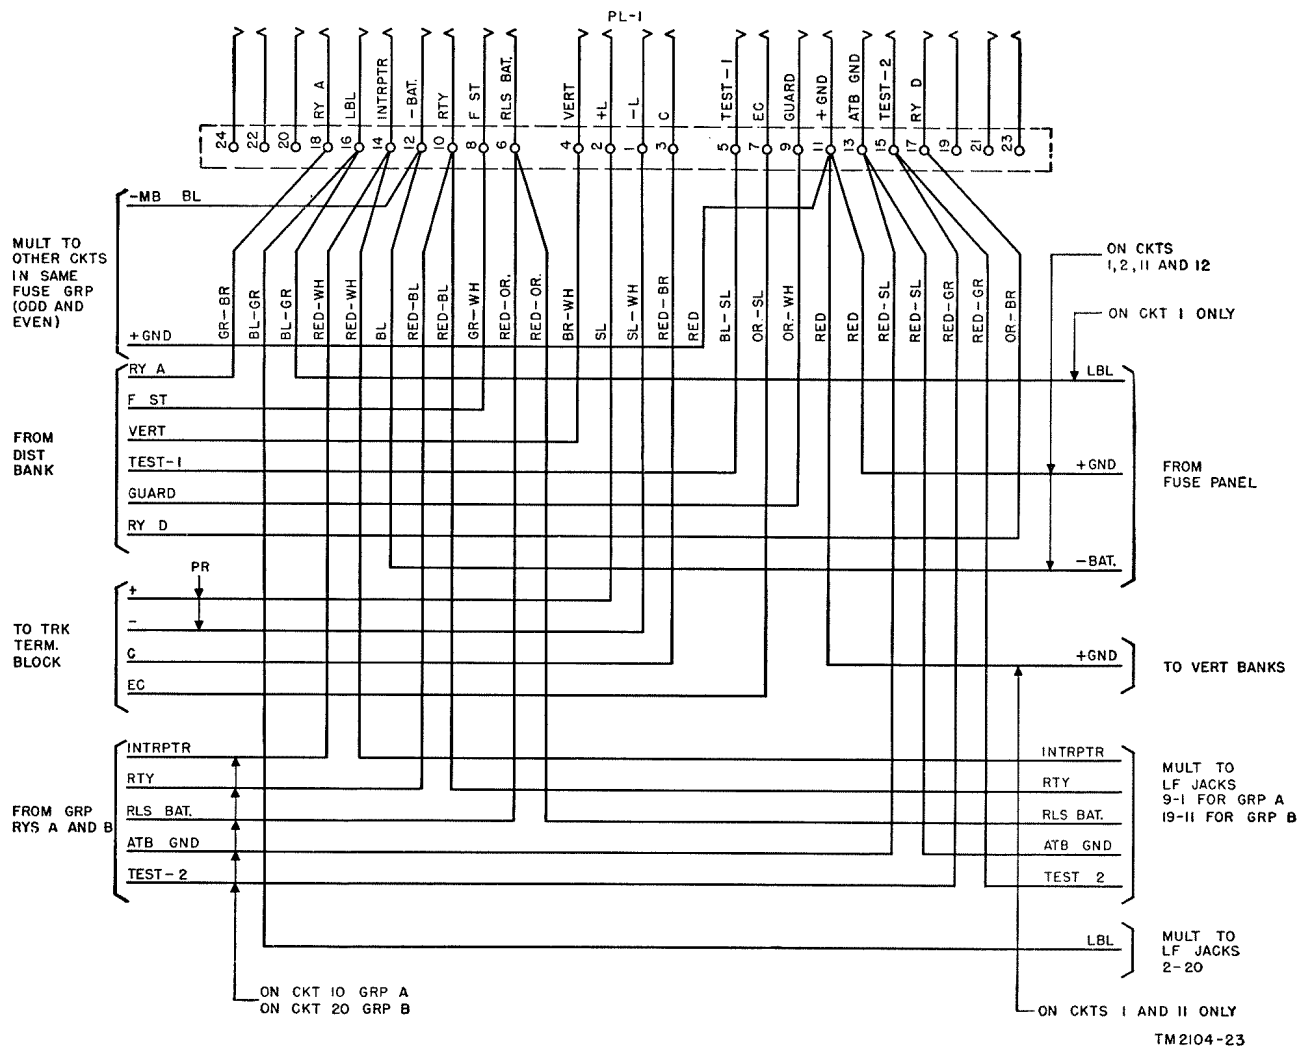 PL-1
RY A
LBL
INTRPTR
-BAT.
RTY
F ST
RLS BAT.
VERT
+L
-L
C
TEST-1
EC
GUARD
+GND
ATB GND
TEST-2
RY D
24
22
20
18
16
14
12
10
8
6
4
2
1
3
5
7
9
11
13
15
17
19
21
23
-MB BL
MULT TO
OTHER CKTS
IN SAME
FUSE GRP
(ODD AND
EVEN)
+GND
GR-BR
BL-GR
BL-GR
RED-WH
RED-WH
BL
RED-BL
RED-BL
GR-WH
RED-OR.
RED-OR.
BR-WH
SL
SL-WH
RED-BR
RED
BL-SL
OR.-SL
OR.-WH
RED
RED
RED-SL
RED-SL
RED-GR
RED-GR
OR-BR
ON CKTS
1,2,11 AND 12
ON CKT 1 ONLY
RY A
F ST
VERT
TEST-1
GUARD
RY D
FROM
DIST
BANK
LBL
+GND
-BAT.
FROM
FUSE PANEL
PR
+
-
C
EC
TO TRK
TERM.
BLOCK
+GND
TO VERT BANKS
INTRPTR
RTY
RLS BAT.
ATB GND
TEST-2
FROM GRP
RYS A AND B
INTRPTR
RTY
RLS BAT.
ATB GND
TEST 2
MULT TO
LF JACKS
9-1 FOR GRP A
19-11 FOR GRP B
LBL
MULT TO
LF JACKS
2-20
ON CKT 10 GRP A
ON CKT 20 GRP B
ON CKTS 1 AND 11 ONLY
TM2104-23